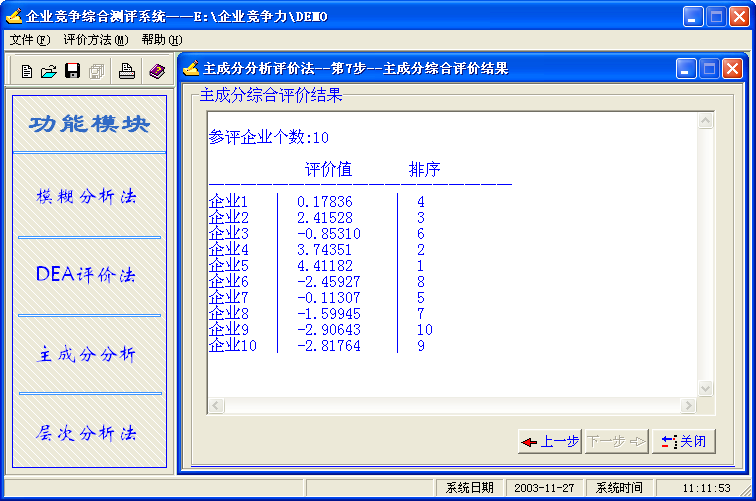 企业竞争综合测评系统——E:\企业竞争力\DEMO
文件(F) 评价方法(M) 帮助(H)
主成分分析评价法--第7步--主成分综合评价结果
功能模块
模糊分析法
DEA评价法
主成分分析
层次分析法
主成分综合评价结果
参评企业个数:10
评价值 排序
企业1 0.17836 4
企业2 2.41528 3
企业3 -0.85310 6
企业4 3.74351 2
企业5 4.41182 1
企业6 -2.45927 8
企业7 -0.11307 5
企业8 -1.59945 7
企业9 -2.90643 10
企业10 -2.81764 9
上一步 下一步 关闭
系统日期 2003-11-27 系统时间 11:11:53